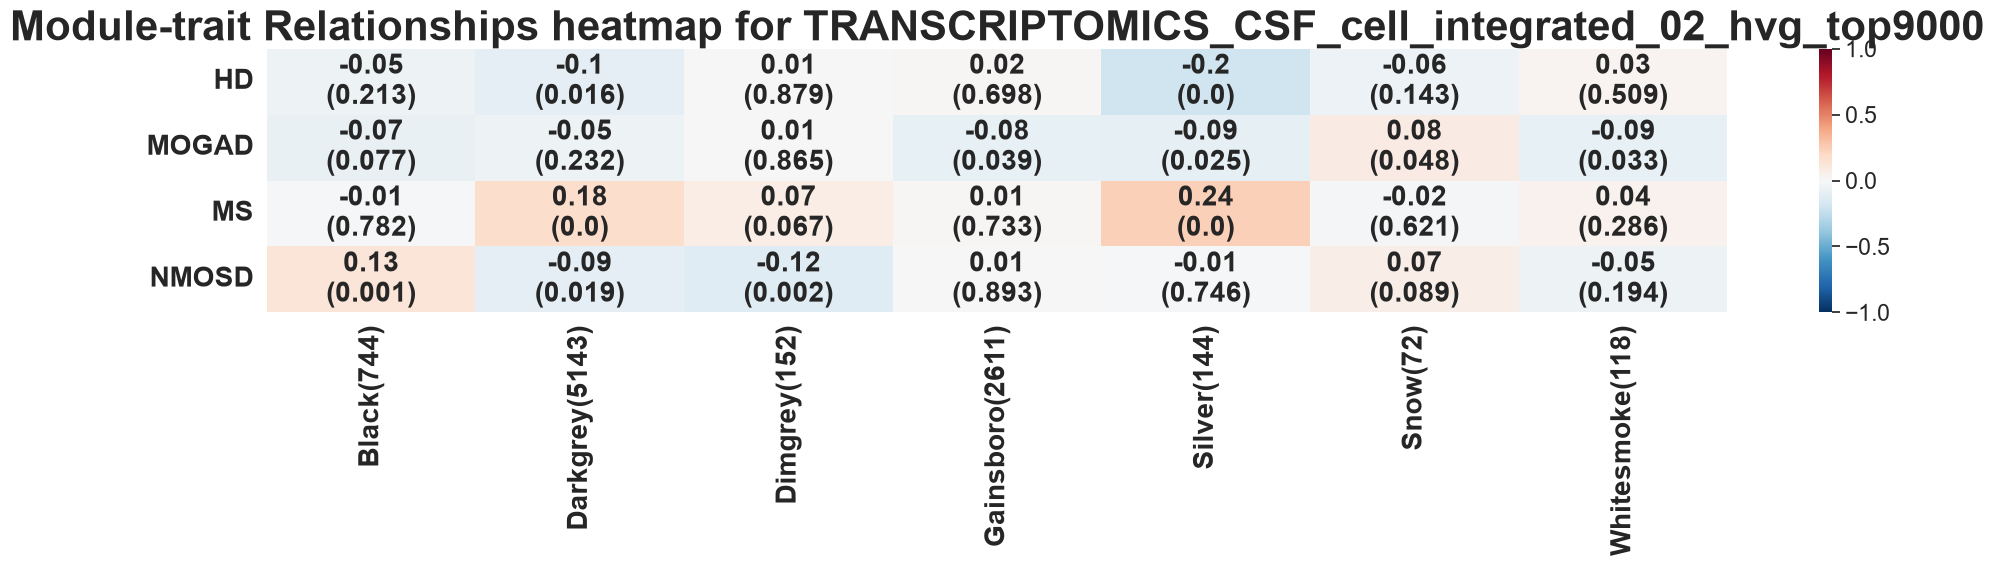 Module-trait Relationships heatmap for TRANSCRIPTOMICS_CSF_cell_integrated_02_hvg_top9000
HD -0.05 -0.1 0.01 0.02 -0.2 -0.06 0.03
(0.213) (0.016) (0.879) (0.698) (0.0) (0.143) (0.509)
MOGAD -0.07 -0.05 0.01 -0.08 -0.09 0.08 -0.09
(0.077) (0.232) (0.865) (0.039) (0.025) (0.048) (0.033)
MS -0.01 0.18 0.07 0.01 0.24 -0.02 0.04
(0.782) (0.0) (0.067) (0.733) (0.0) (0.621) (0.286)
NMOSD 0.13 -0.09 -0.12 0.01 -0.01 0.07 -0.05
(0.001) (0.019) (0.002) (0.893) (0.746) (0.089) (0.194)
Black(744)
Darkgrey(5143)
Dimgrey(152)
Gainsboro(2611)
Silver(144)
Snow(72)
Whitesmoke(118)
1.0
0.5
0.0
−0.5
−1.0